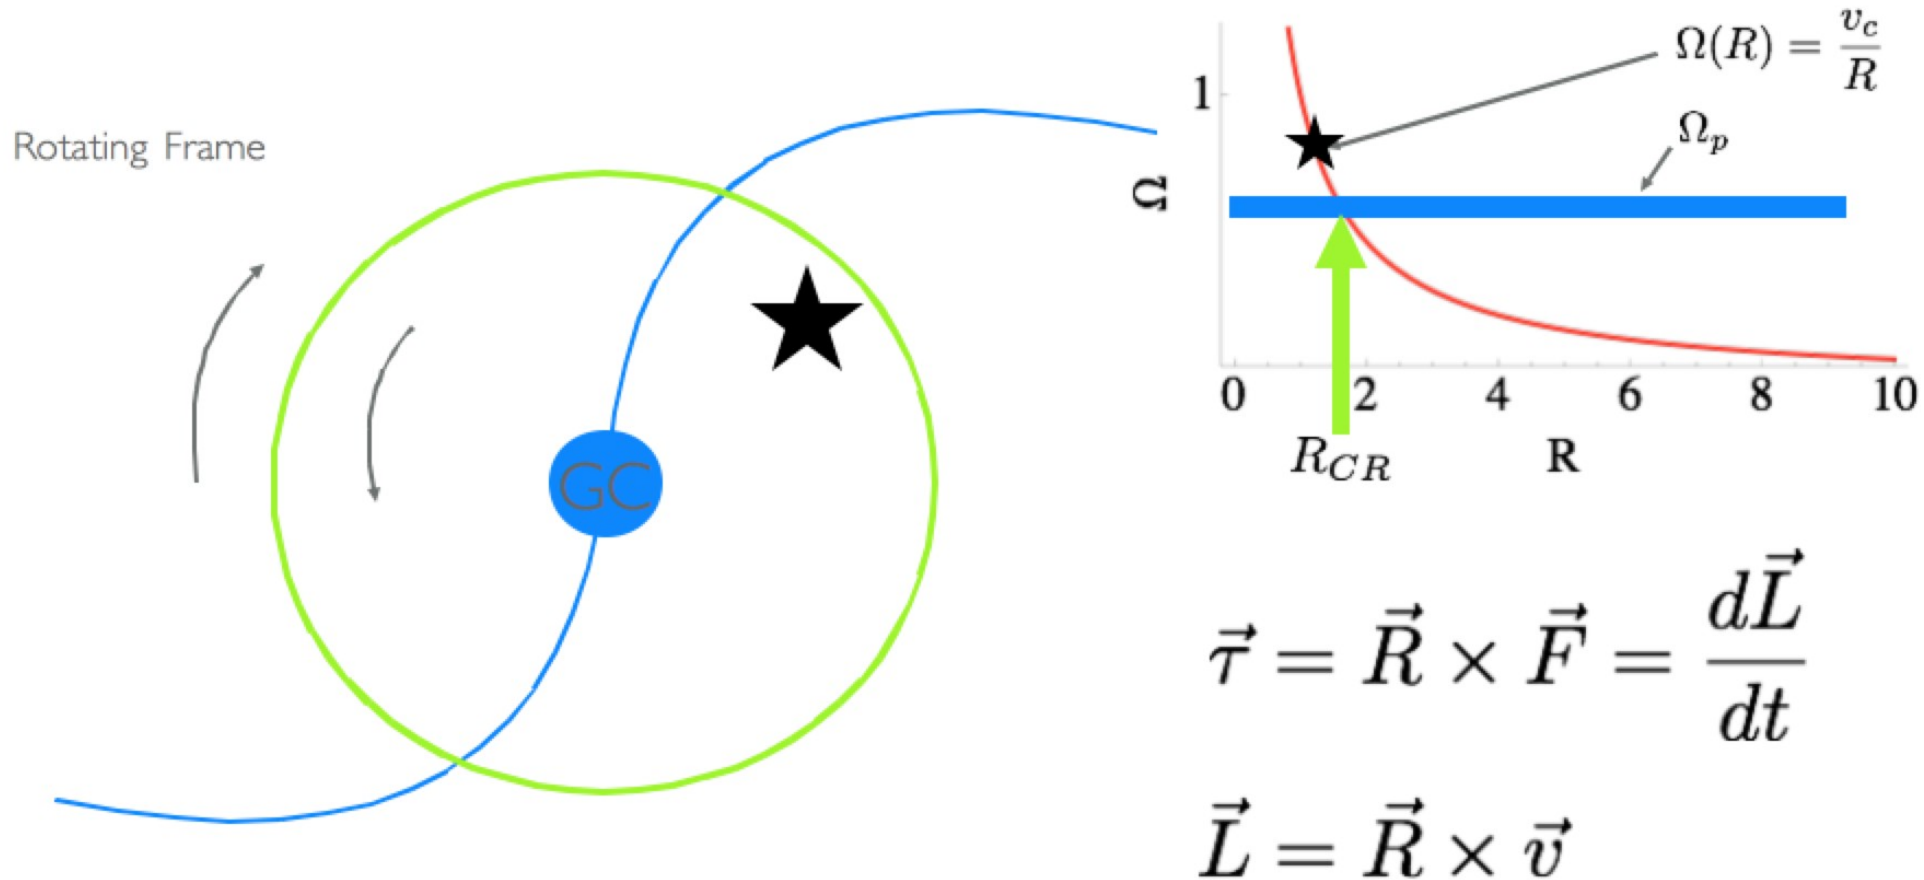 Rotating Frame
GC
Ω(R) = v_c/R
Ω_p
1
Ω
0 2 4 6 8 10
R_CR
R
τ⃗ = R⃗ × F⃗ = dL⃗/dt
L⃗ = R⃗ × v⃗